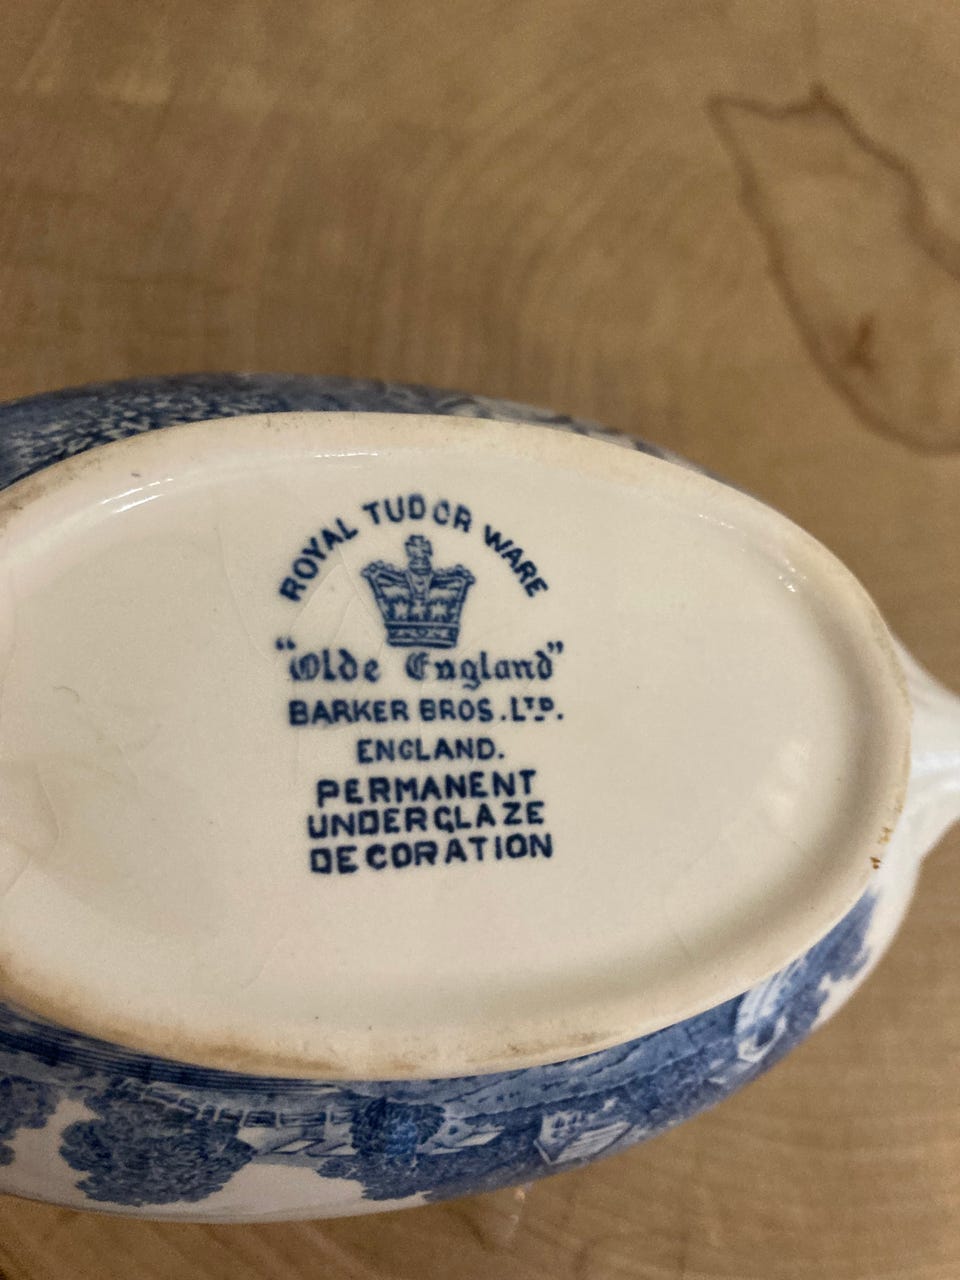 ROYAL TUDOR WARE
"Olde England"
BARKER BROS. LTD.
ENGLAND.
PERMANENT
UNDERGLAZE
DECORATION